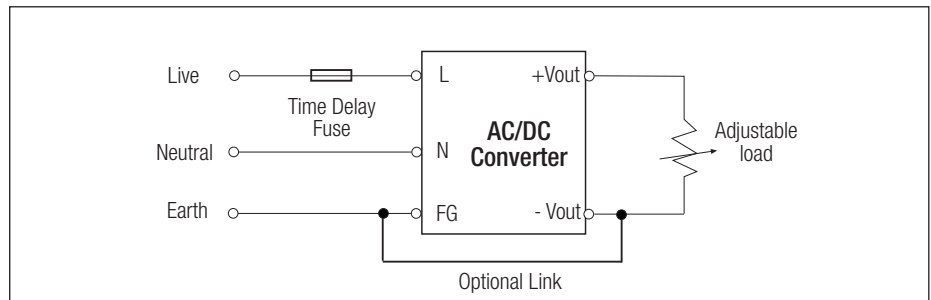 Live
L
+Vout
Time Delay
Fuse
AC/DC
Converter
Adjustable
load
Neutral
N
Earth
FG
- Vout
Optional Link